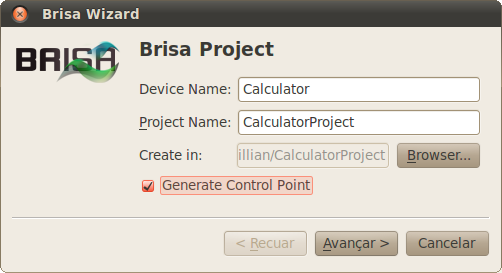 Brisa Wizard
BRISA
Brisa Project
Device Name: Calculator
Project Name: CalculatorProject
Create in: illian/CalculatorProject Browser...
Generate Control Point
< Recuar Avançar > Cancelar